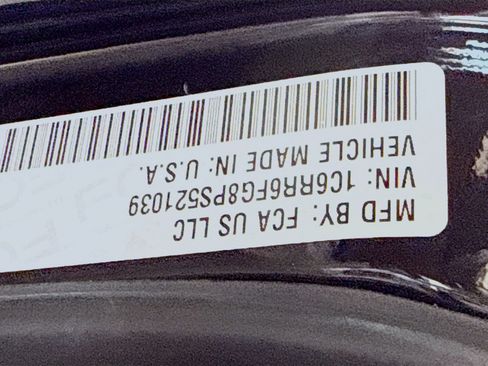 MFD BY: FCA US LLC
VIN: 1C6RR6FG8PS521039
VEHICLE MADE IN: U.S.A.